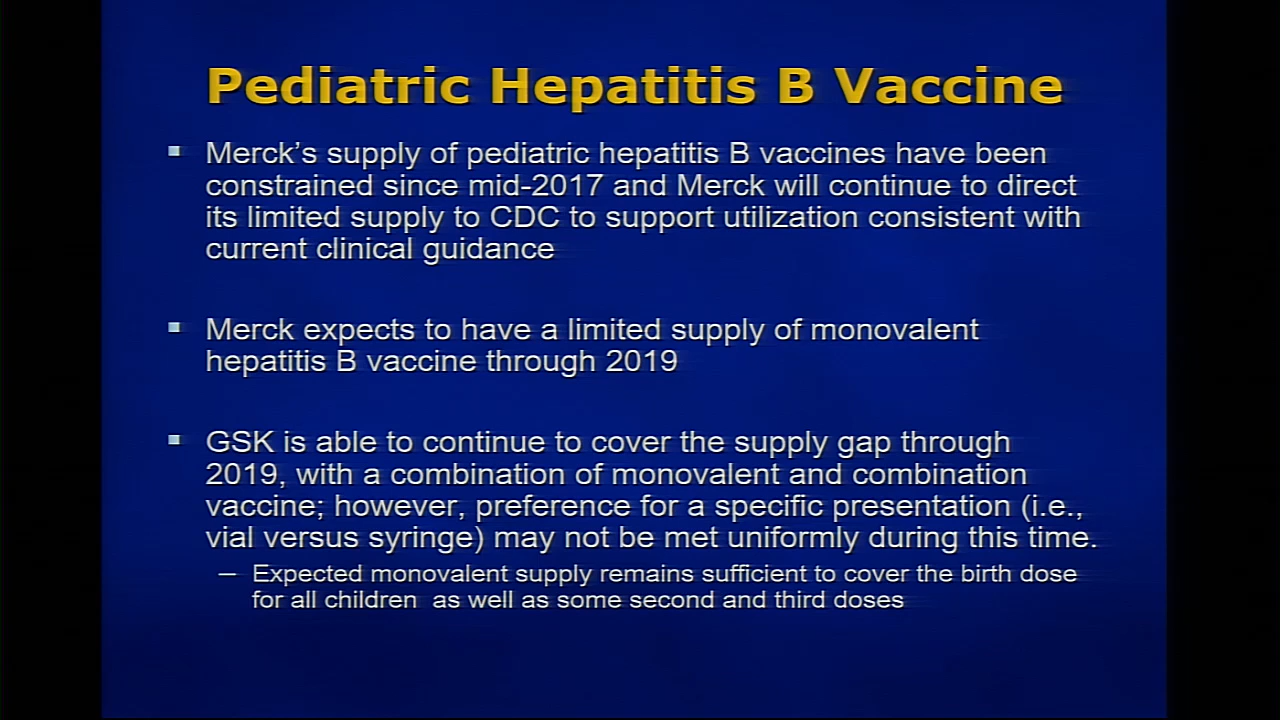 Pediatric Hepatitis B Vaccine
▪ Merck’s supply of pediatric hepatitis B vaccines have been
constrained since mid-2017 and Merck will continue to direct
its limited supply to CDC to support utilization consistent with
current clinical guidance
▪ Merck expects to have a limited supply of monovalent
hepatitis B vaccine through 2019
▪ GSK is able to continue to cover the supply gap through
2019, with a combination of monovalent and combination
vaccine; however, preference for a specific presentation (i.e.,
vial versus syringe) may not be met uniformly during this time.
– Expected monovalent supply remains sufficient to cover the birth dose
for all children  as well as some second and third doses